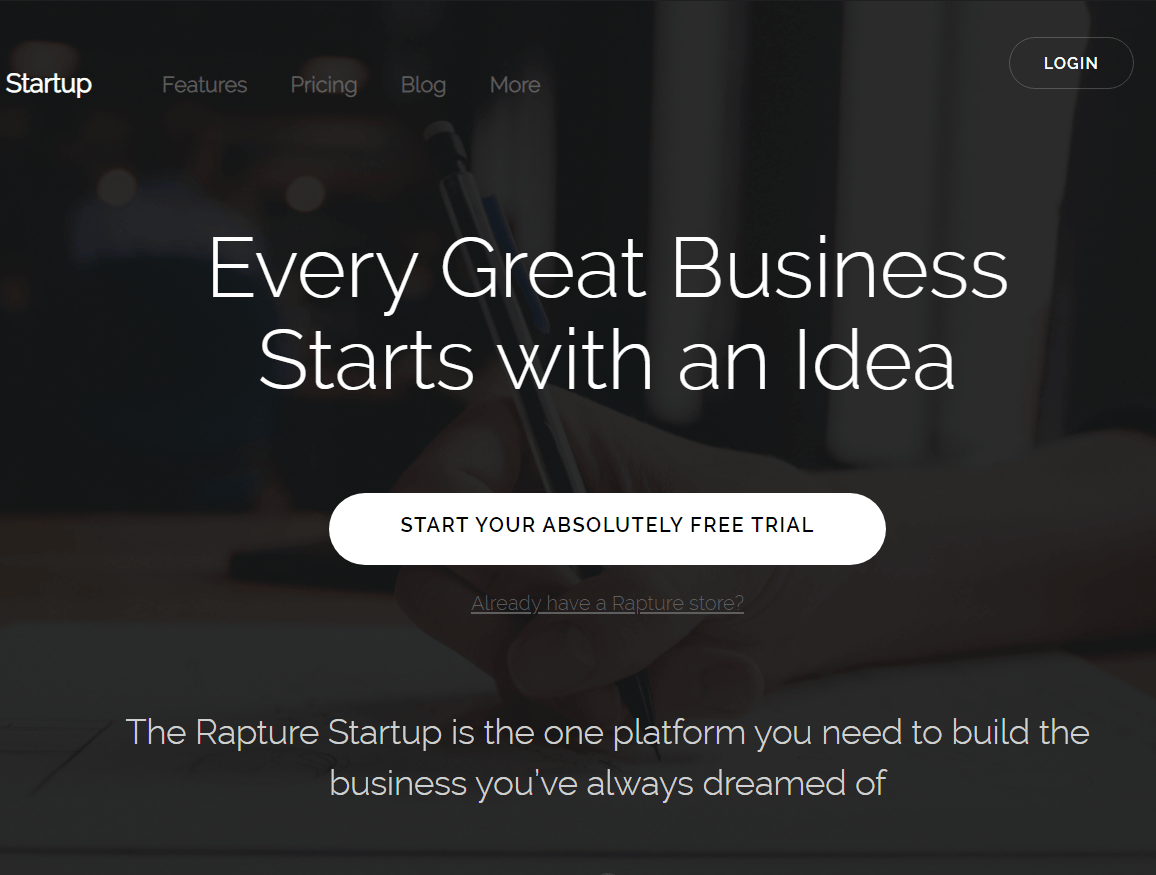 Startup Features Pricing Blog More LOGIN
Every Great Business
Starts with an Idea
START YOUR ABSOLUTELY FREE TRIAL
Already have a Rapture store?
The Rapture Startup is the one platform you need to build the
business you’ve always dreamed of